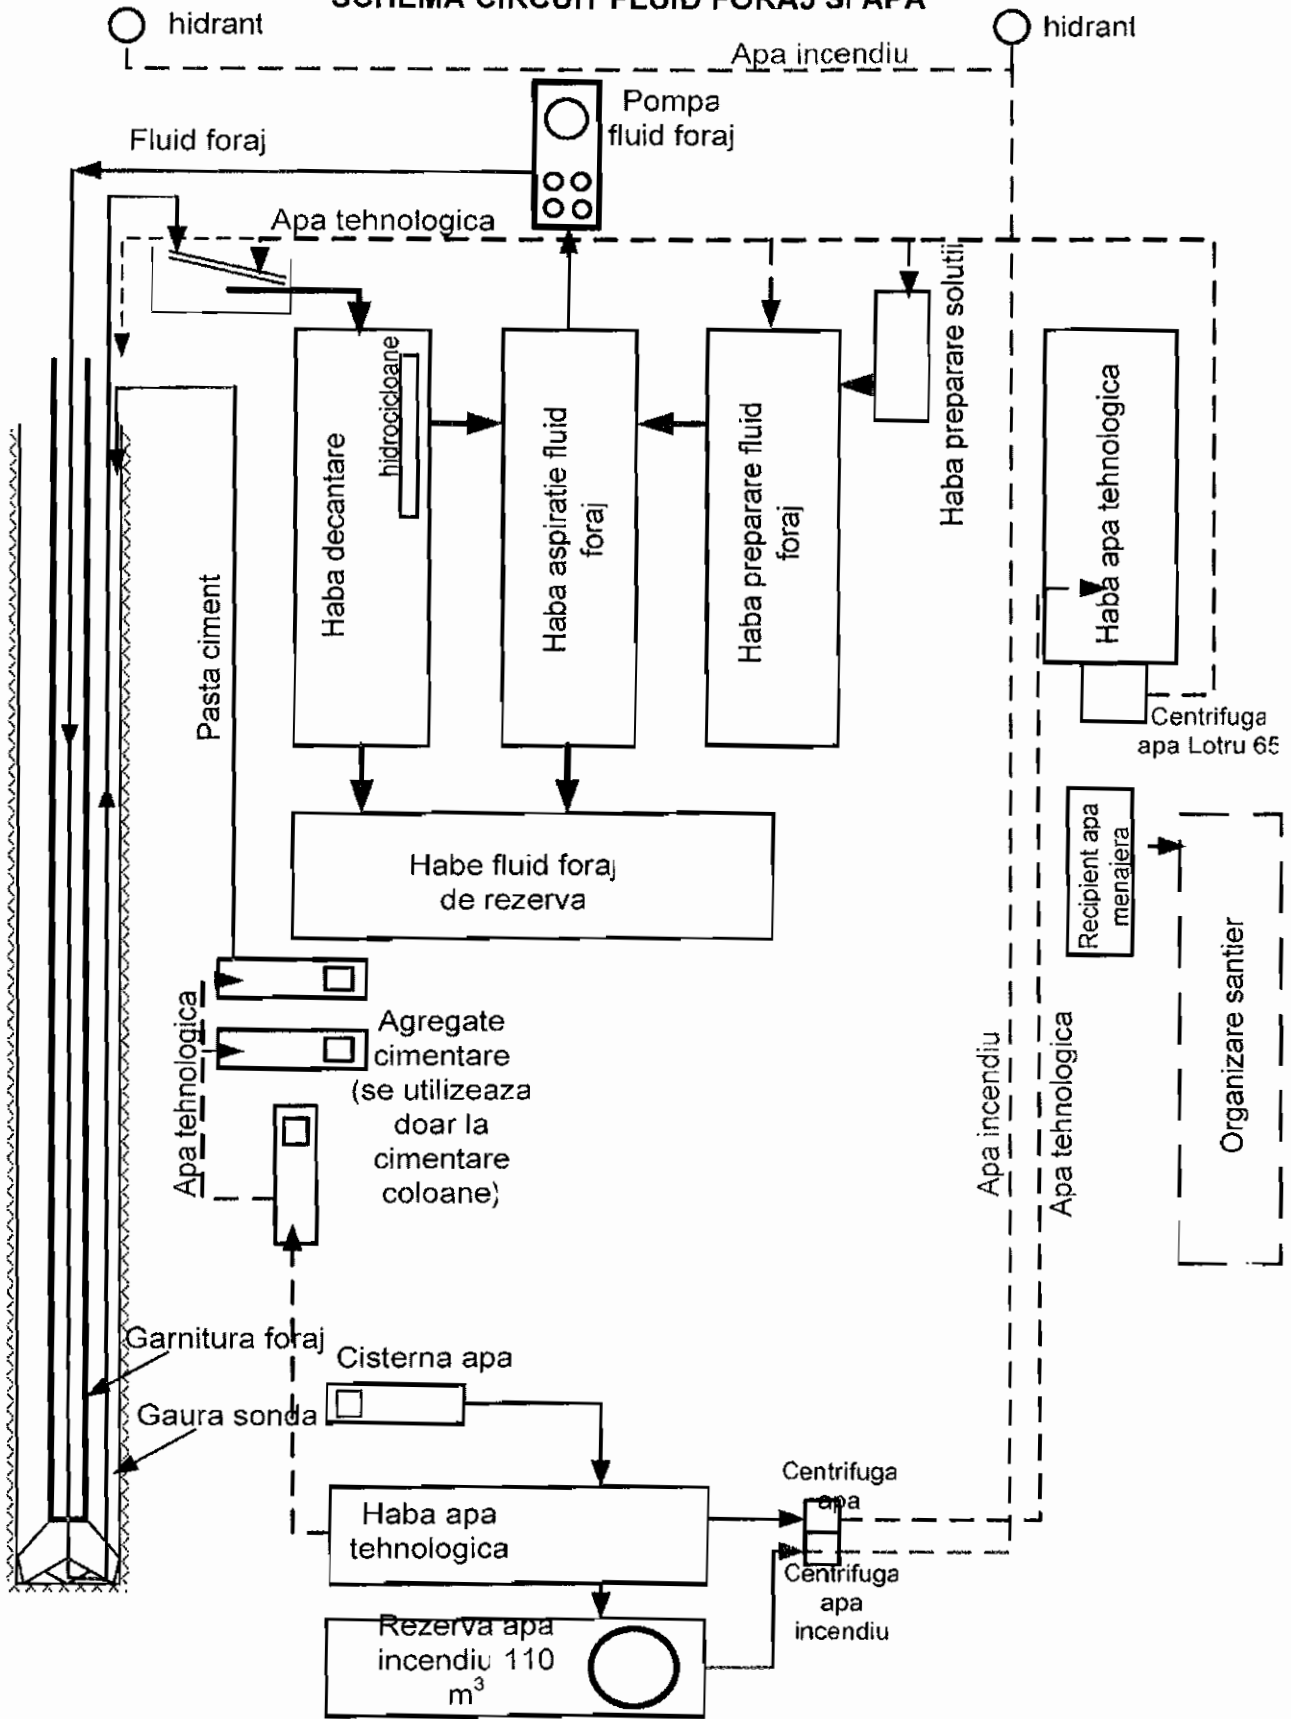 SCHEMA CIRCUIT FLUID FORAJ SI APA
hidrant
hidrant
Apa incendiu
Pompa
fluid foraj
Fluid foraj
Apa tehnologica
Haba preparare solutii
hidrocicloane
Haba decantare
Haba aspiratie fluid
foraj
Haba preparare fluid
foraj
Haba apa tehnologica
Pasta ciment
Centrifuga
apa Lotru 65
Recipient apa
menajera
Habe fluid foraj
de rezerva
Organizare santier
Apa tehnologica
Agregate
cimentare
(se utilizeaza
doar la
cimentare
coloane)
Apa incendiu
Apa tehnologica
Garnitura foraj
Cisterna apa
Gaura sonda
Centrifuga
apa
Haba apa
tehnologica
Centrifuga
apa
incendiu
Rezerva apa
incendiu 110
m³